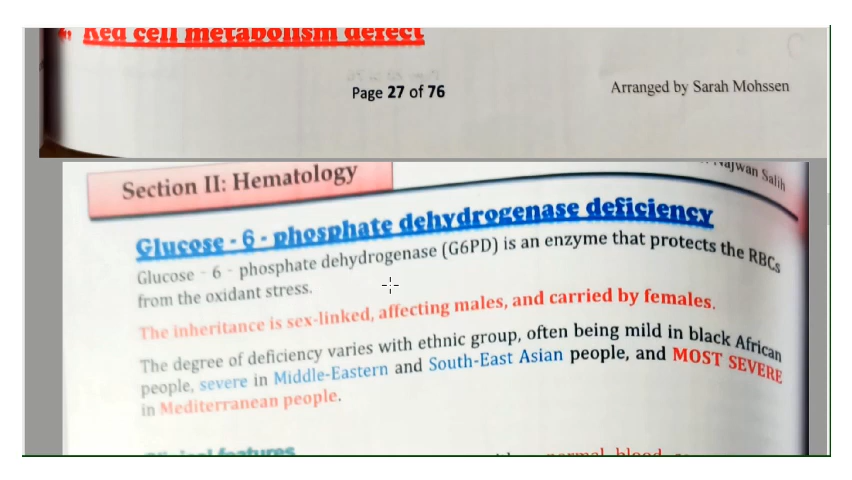 Red cell metabolism defect
Page 27 of 76
Arranged by Sarah Mohssen
Najwan Salih
Section II: Hematology
Glucose - 6 - phosphate dehydrogenase deficiency
Glucose - 6 - phosphate dehydrogenase (G6PD) is an enzyme that protects the RBCs
from the oxidant stress.
The inheritance is sex-linked, affecting males, and carried by females.
The degree of deficiency varies with ethnic group, often being mild in black African
people, severe in Middle-Eastern and South-East Asian people, and MOST SEVERE
in Mediterranean people.
Clinical features
normal blood